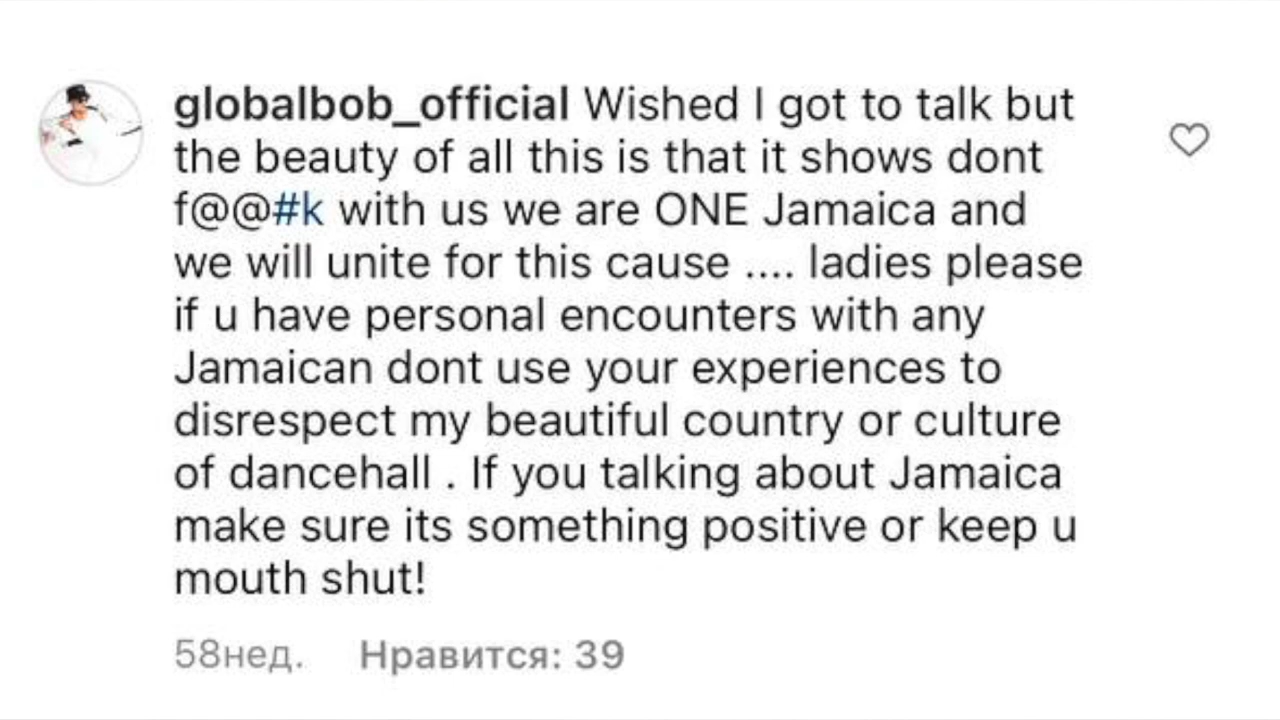 globalbob_official Wished I got to talk but
the beauty of all this is that it shows dont
f@@#k with us we are ONE Jamaica and
we will unite for this cause .... ladies please
if u have personal encounters with any
Jamaican dont use your experiences to
disrespect my beautiful country or culture
of dancehall . If you talking about Jamaica
make sure its something positive or keep u
mouth shut!
58нед. Нравится: 39